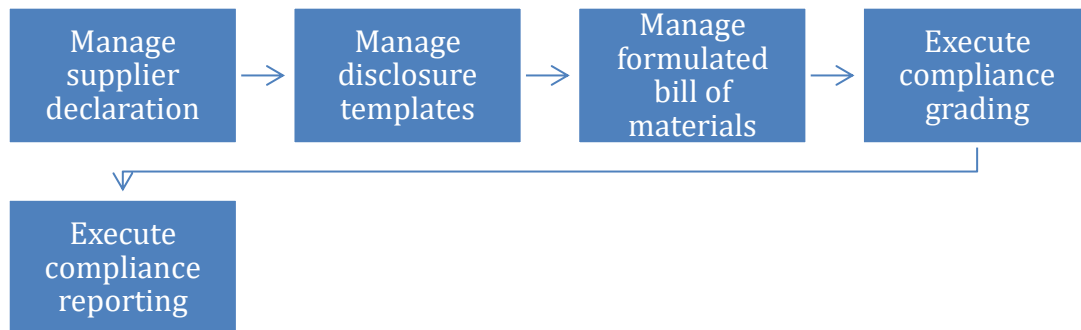 Manage
supplier
declaration
Manage
disclosure
templates
Manage
formulated
bill of
materials
Execute
compliance
grading
Execute
compliance
reporting